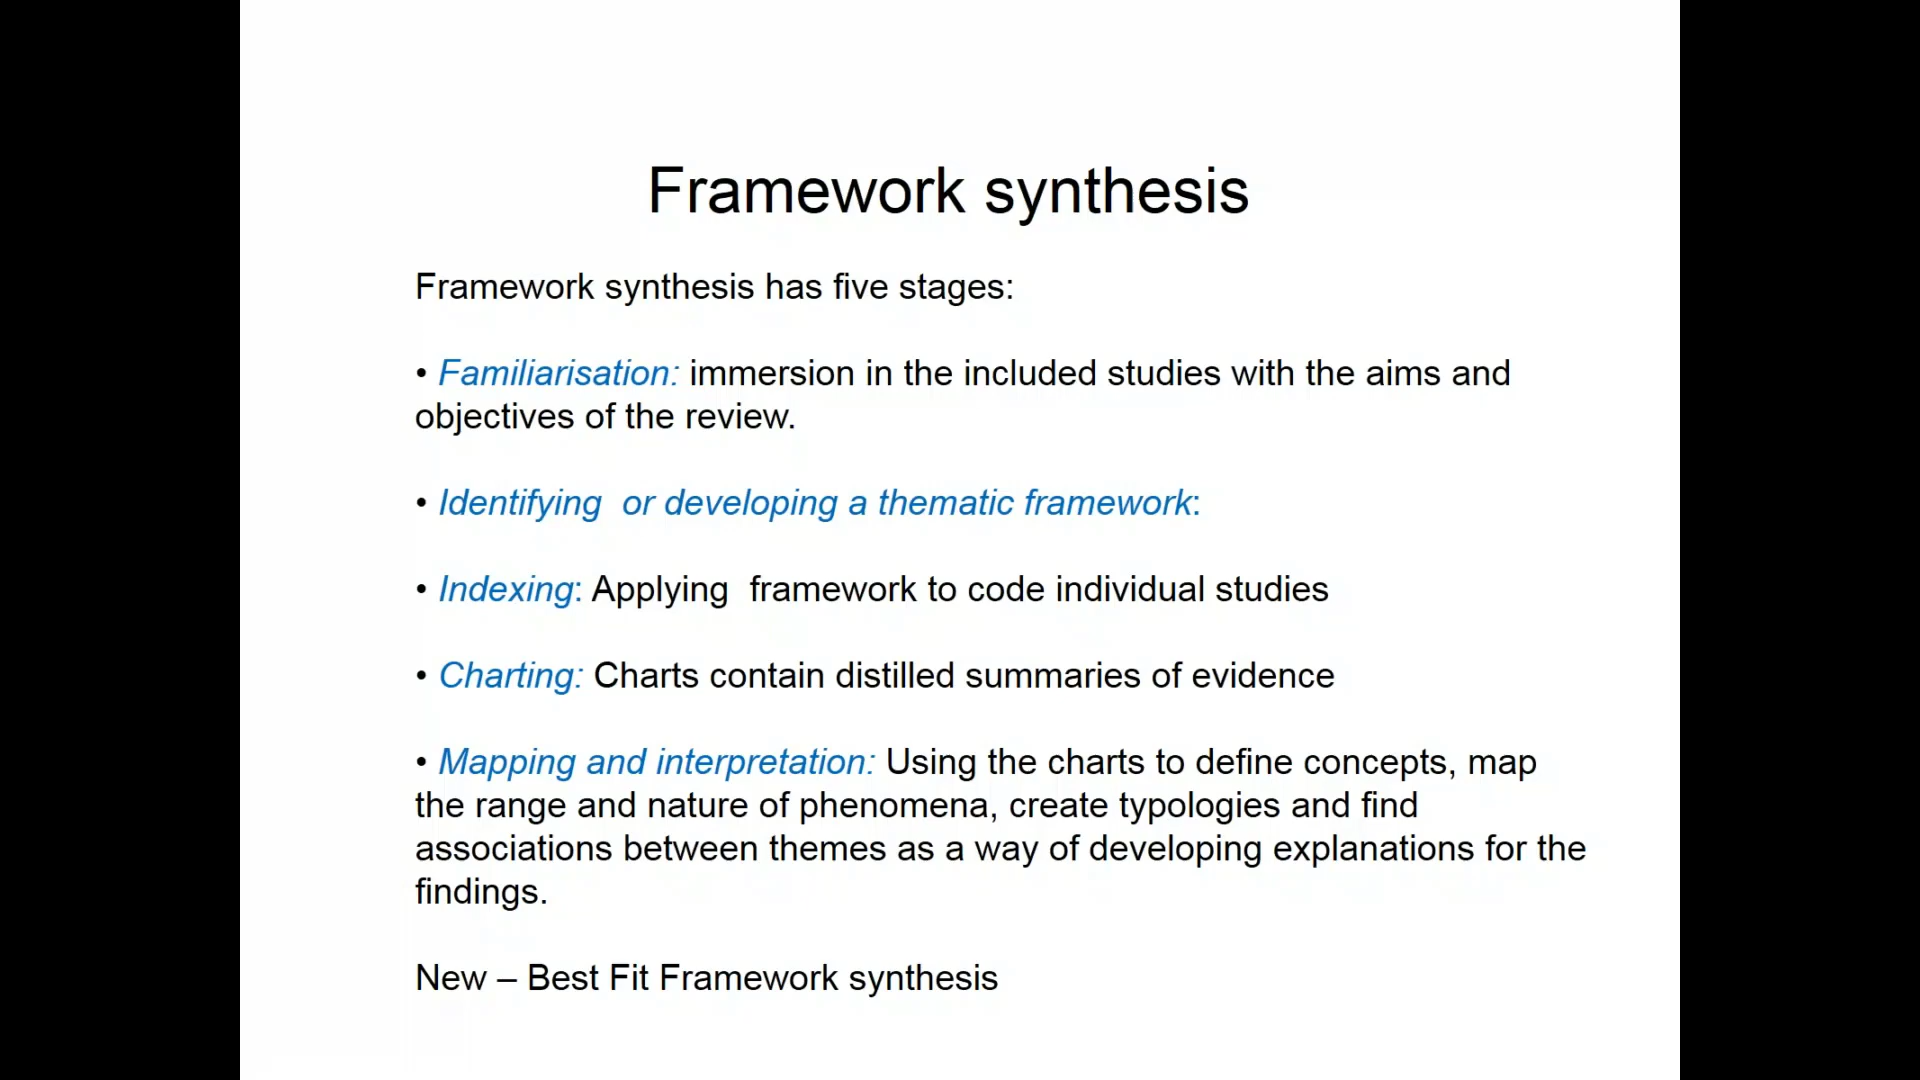 Framework synthesis
Framework synthesis has five stages:
• Familiarisation: immersion in the included studies with the aims and
objectives of the review.
• Identifying  or developing a thematic framework:
• Indexing: Applying  framework to code individual studies
• Charting: Charts contain distilled summaries of evidence
• Mapping and interpretation: Using the charts to define concepts, map
the range and nature of phenomena, create typologies and find
associations between themes as a way of developing explanations for the
findings.
New – Best Fit Framework synthesis